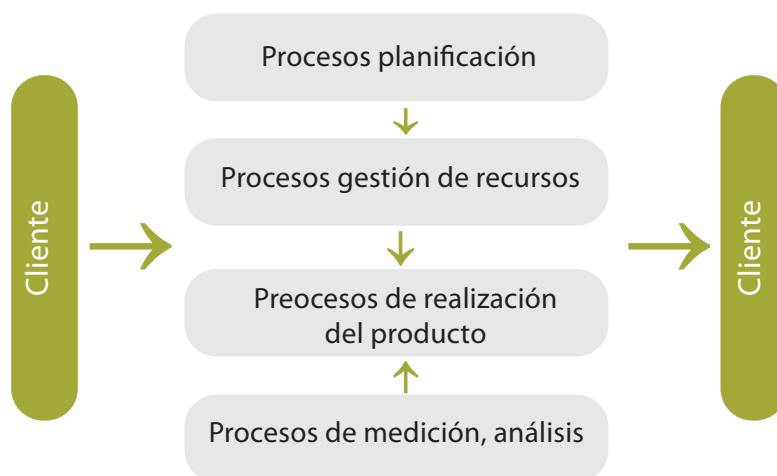 Procesos planificación
Cliente
Procesos gestión de recursos
Preocesos de realización
del producto
Procesos de medición, análisis
Cliente